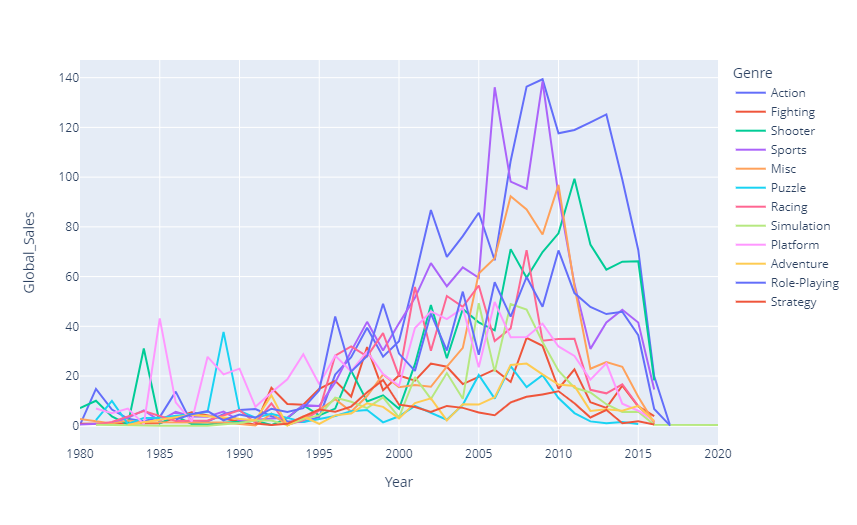 140
120
100
80
60
40
20
0
Global_Sales
1980 1985 1990 1995 2000 2005 2010 2015 2020
Year
Genre
Action
Fighting
Shooter
Sports
Misc
Puzzle
Racing
Simulation
Platform
Adventure
Role-Playing
Strategy